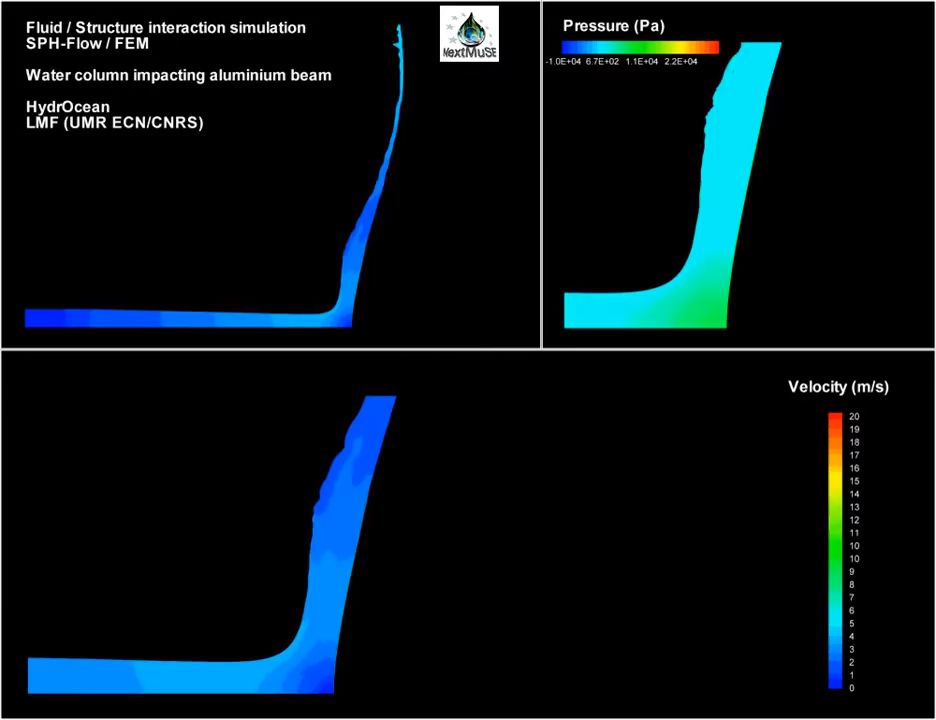 Fluid / Structure interaction simulation
SPH-Flow / FEM
Water column impacting aluminium beam
HydrOcean
LMF (UMR ECN/CNRS)
NextMuSE
Pressure (Pa)
-1.0E+04 6.7E+02 1.1E+04 2.2E+04
Velocity (m/s)
20
19
18
17
16
15
14
13
12
11
10
10
9
8
7
6
5
4
3
2
1
0